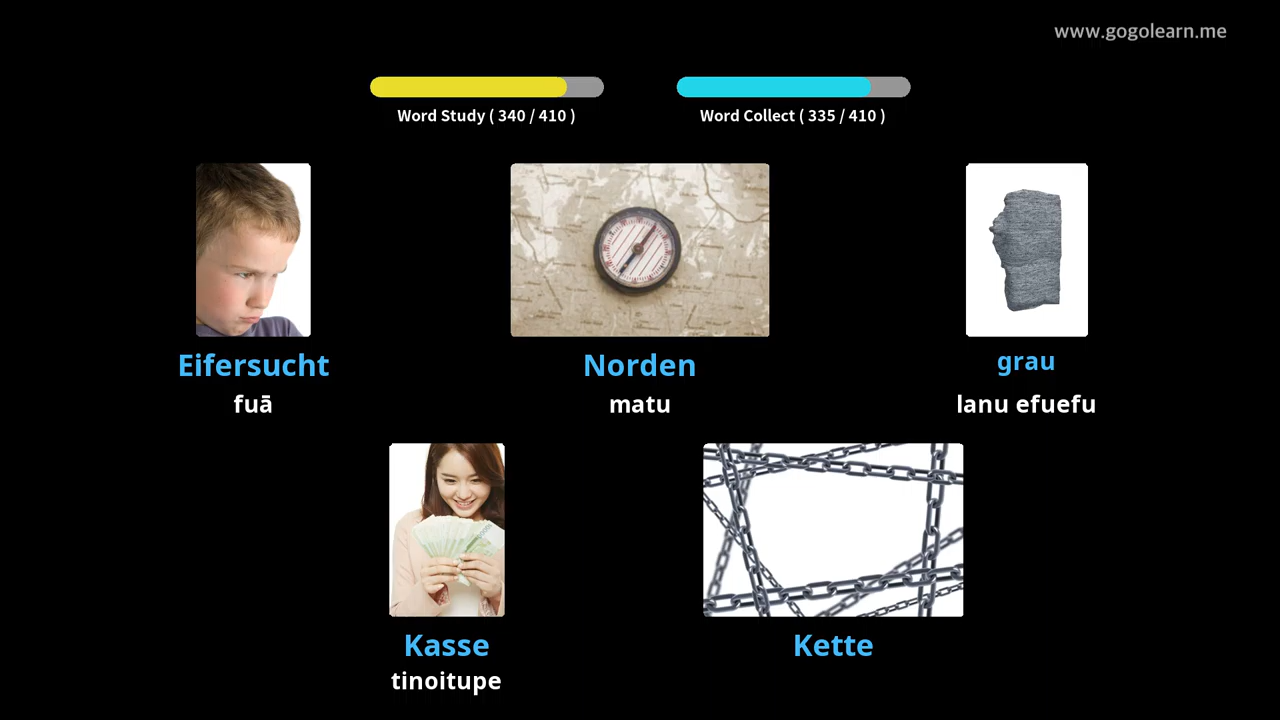 www.gogolearn.me
Word Study ( 340 / 410 )
Word Collect ( 335 / 410 )
Eifersucht
fuā
Norden
matu
grau
lanu efuefu
Kasse
tinoitupe
Kette